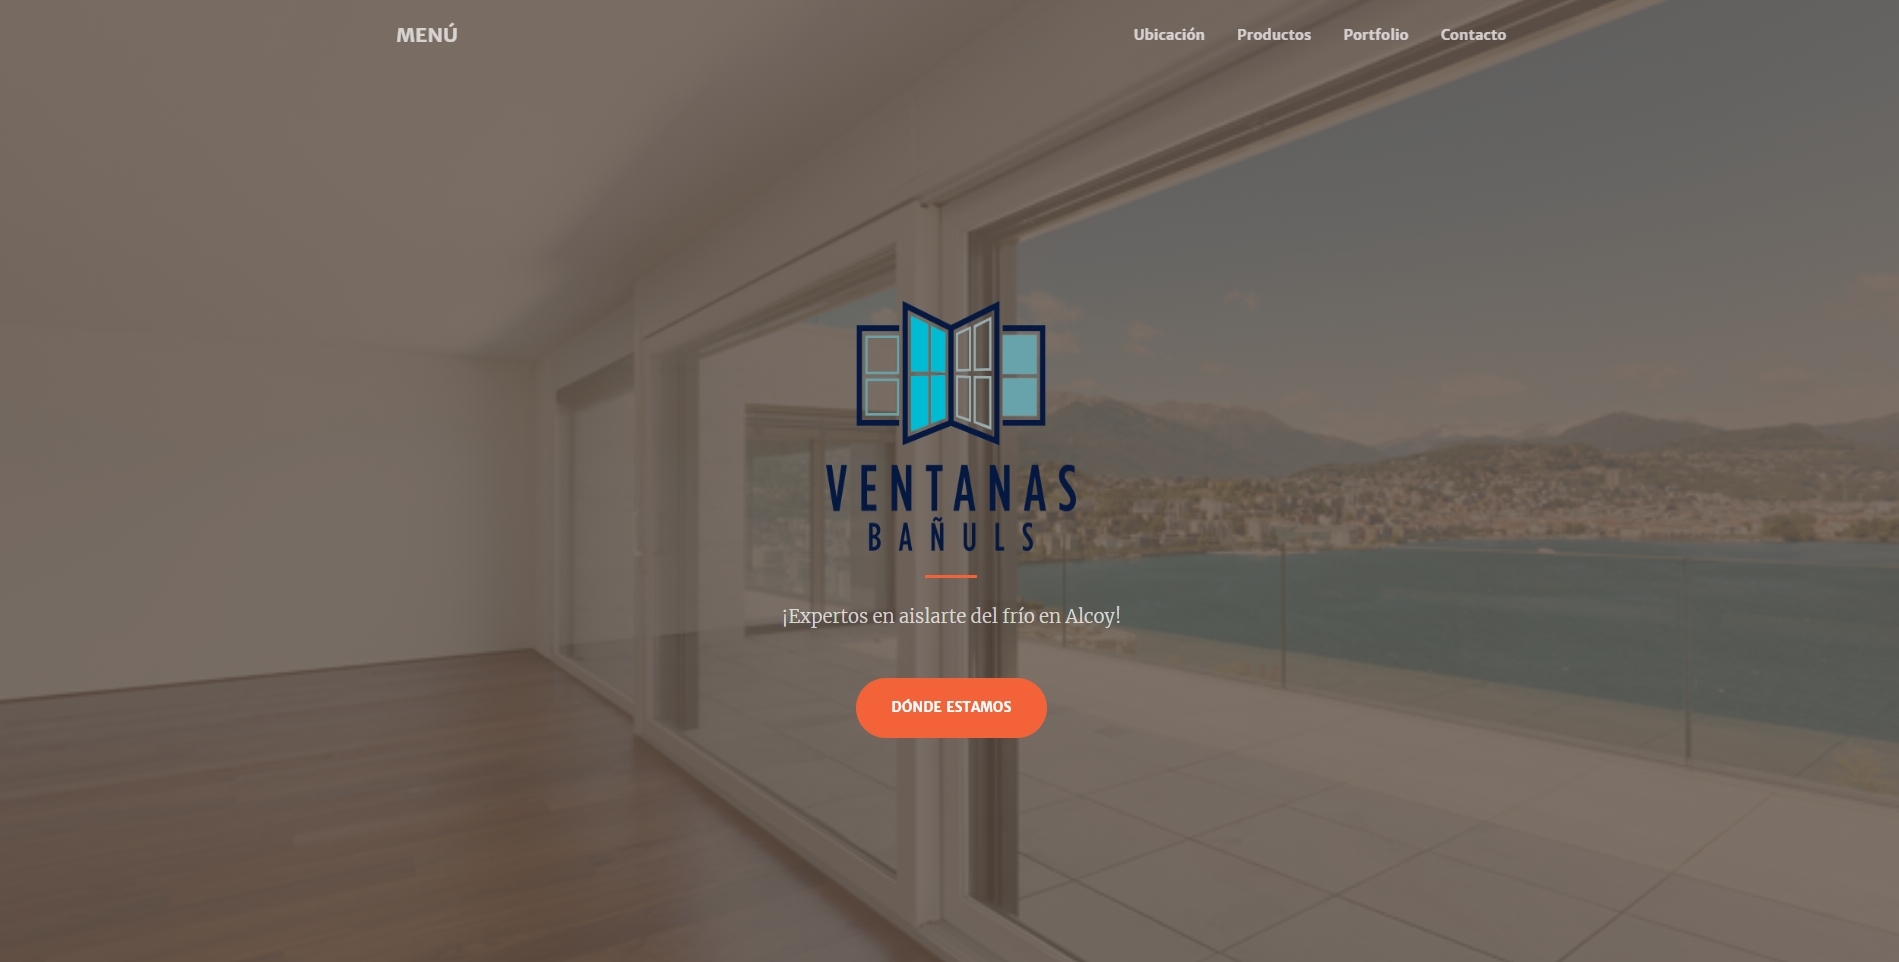 MENÚ
Ubicación Productos Portfolio Contacto
VENTANAS
BAÑULS
¡Expertos en aislarte del frío en Alcoy!
DÓNDE ESTAMOS